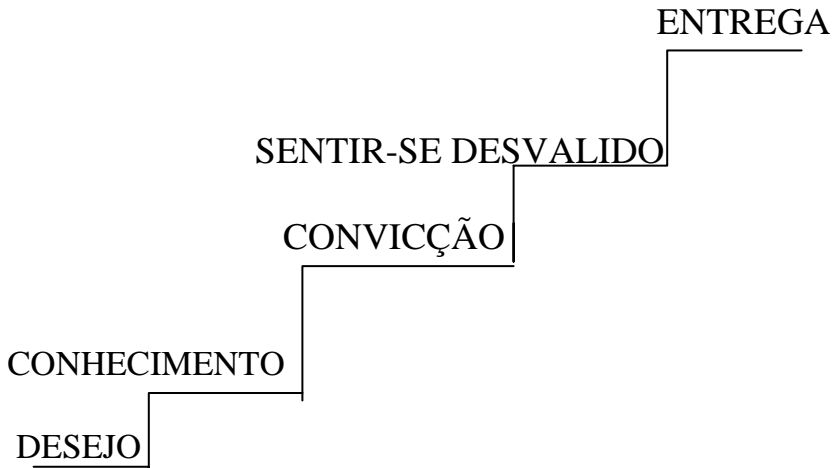 ENTREGA
SENTIR-SE DESVALIDO
CONVICÇÃO
CONHECIMENTO
DESEJO